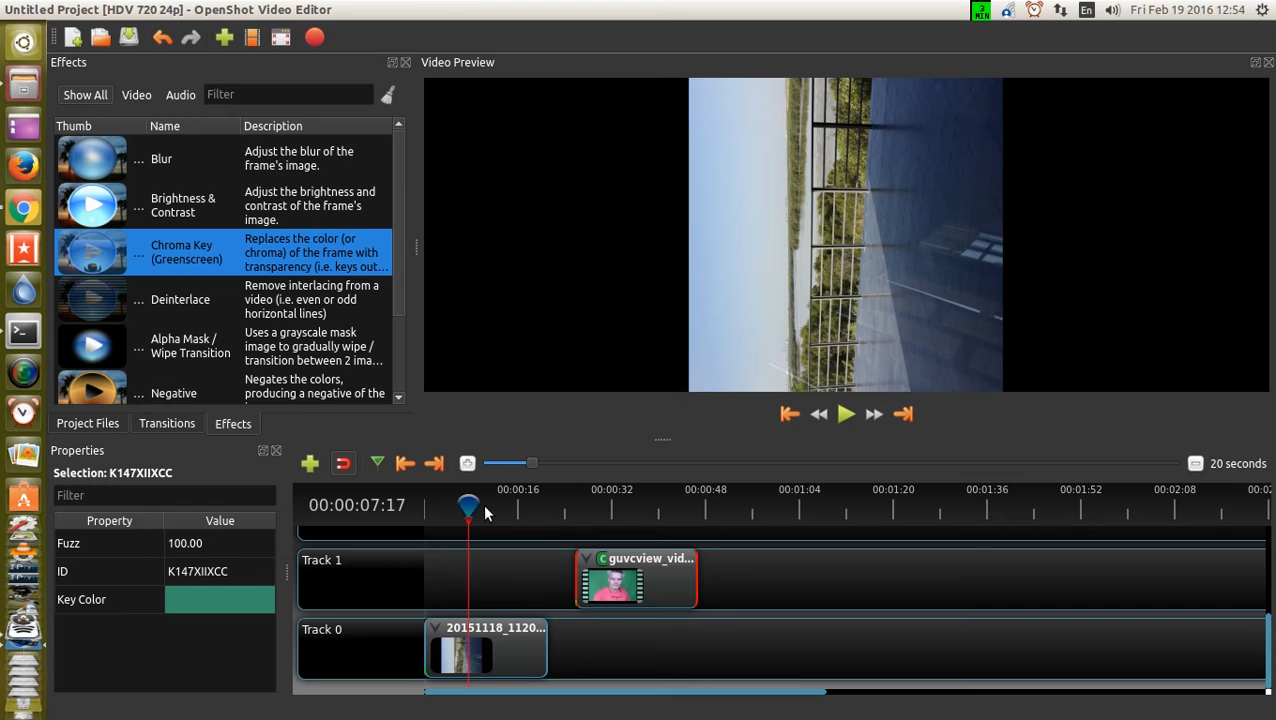 Untitled Project [HDV 720 24p] - OpenShot Video Editor
3 MIN
En
Fri Feb 19 2016 12:54
Effects
Video Preview
Show All
Video
Audio
Filter
Thumb
Name
Description
...
Blur
Adjust the blur of the
frame's image.
...
Brightness &
Contrast
Adjust the brightness and
contrast of the frame's
image.
...
Chroma Key
(Greenscreen)
Replaces the color (or
chroma) of the frame with
transparency (i.e. keys out...
...
Deinterlace
Remove interlacing from a
video (i.e. even or odd
horizontal lines)
...
Alpha Mask /
Wipe Transition
Uses a grayscale mask
image to gradually wipe /
transition between 2 ima...
...
Negative
Negates the colors,
producing a negative of the
Project Files
Transitions
Effects
Properties
Selection: K147XIIXCC
Filter
Property
Value
Fuzz
100.00
ID
K147XIIXCC
Key Color
20 seconds
00:00:07:17
00:00:16
00:00:32
00:00:48
00:01:04
00:01:20
00:01:36
00:01:52
00:02:08
00:02
Track 1
C
guvcview_vid...
Track 0
20151118_1120...